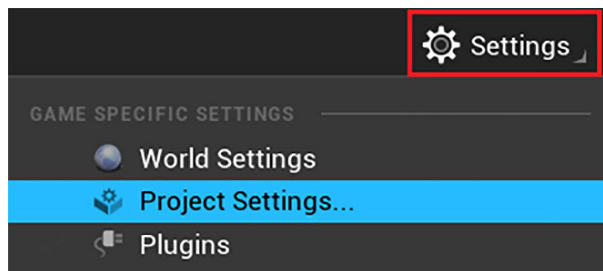 Settings
GAME SPECIFIC SETTINGS
World Settings
Project Settings...
Plugins